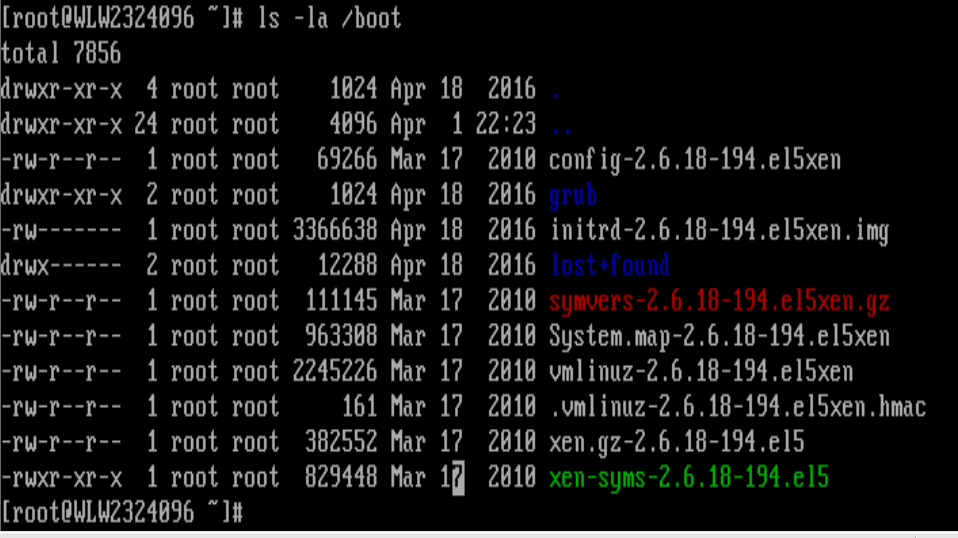 [root@WLW2324096 ~]# ls -la /boot
total 7856
drwxr-xr-x  4 root root    1024 Apr 18  2016 .
drwxr-xr-x 24 root root    4096 Apr  1 22:23 ..
-rw-r--r--  1 root root   69266 Mar 17  2010 config-2.6.18-194.el5xen
drwxr-xr-x  2 root root    1024 Apr 18  2016 grub
-rw-------  1 root root 3366638 Apr 18  2016 initrd-2.6.18-194.el5xen.img
drwx------  2 root root   12288 Apr 18  2016 lost+found
-rw-r--r--  1 root root  111145 Mar 17  2010 symvers-2.6.18-194.el5xen.gz
-rw-r--r--  1 root root  963308 Mar 17  2010 System.map-2.6.18-194.el5xen
-rw-r--r--  1 root root 2245226 Mar 17  2010 vmlinuz-2.6.18-194.el5xen
-rw-r--r--  1 root root     161 Mar 17  2010 .vmlinuz-2.6.18-194.el5xen.hmac
-rw-r--r--  1 root root  382552 Mar 17  2010 xen.gz-2.6.18-194.el5
-rwxr-xr-x  1 root root  829448 Mar 17  2010 xen-syms-2.6.18-194.el5
[root@WLW2324096 ~]#